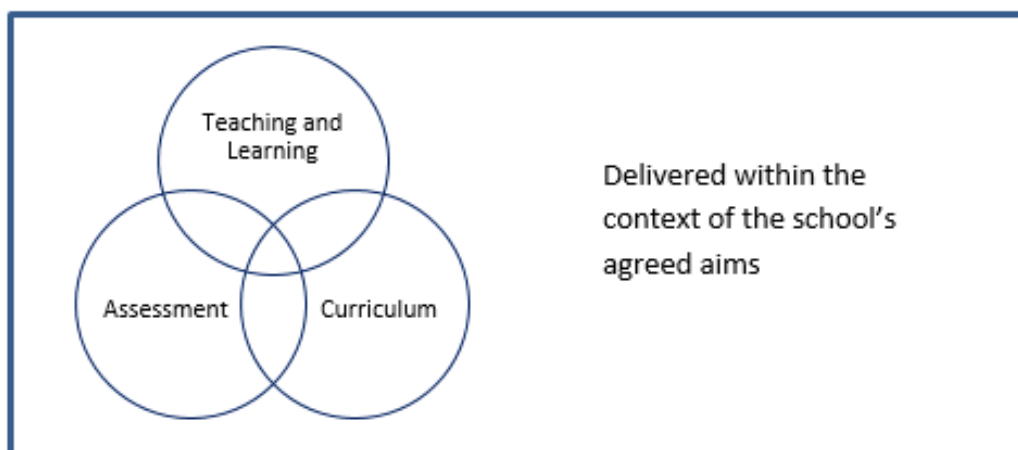 Teaching and
Learning
Assessment
Curriculum
Delivered within the
context of the school’s
agreed aims